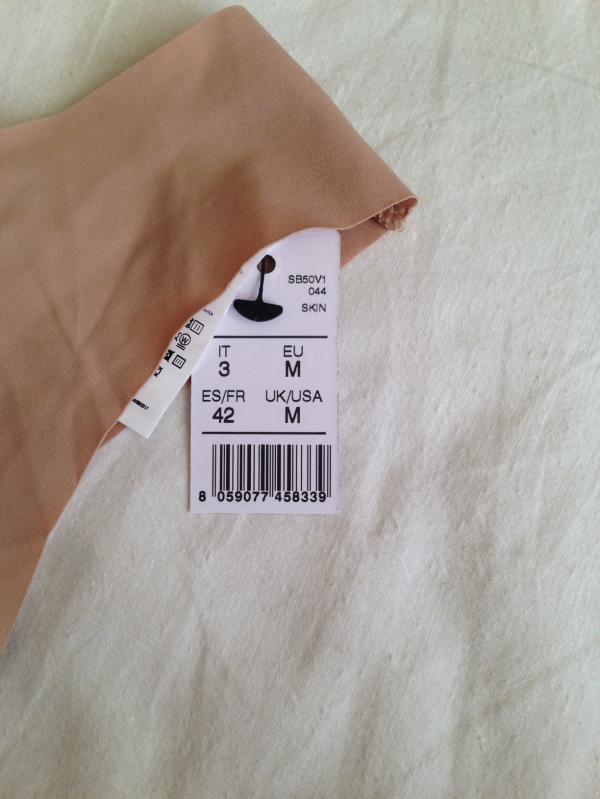 SB50V1
044
SKIN
IT EU
3 M
ES/FR UK/USA
42 M
8 059077 458339